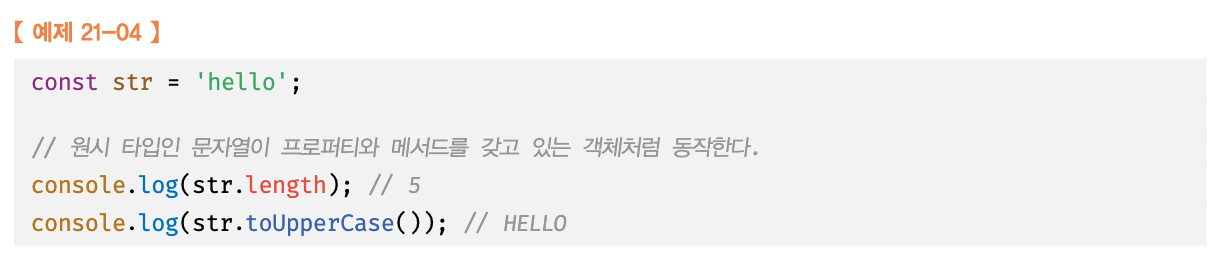 【 예제 21-04 】
const str = 'hello';
// 원시 타입인 문자열이 프로퍼티와 메서드를 갖고 있는 객체처럼 동작한다.
console.log(str.length); // 5
console.log(str.toUpperCase()); // HELLO